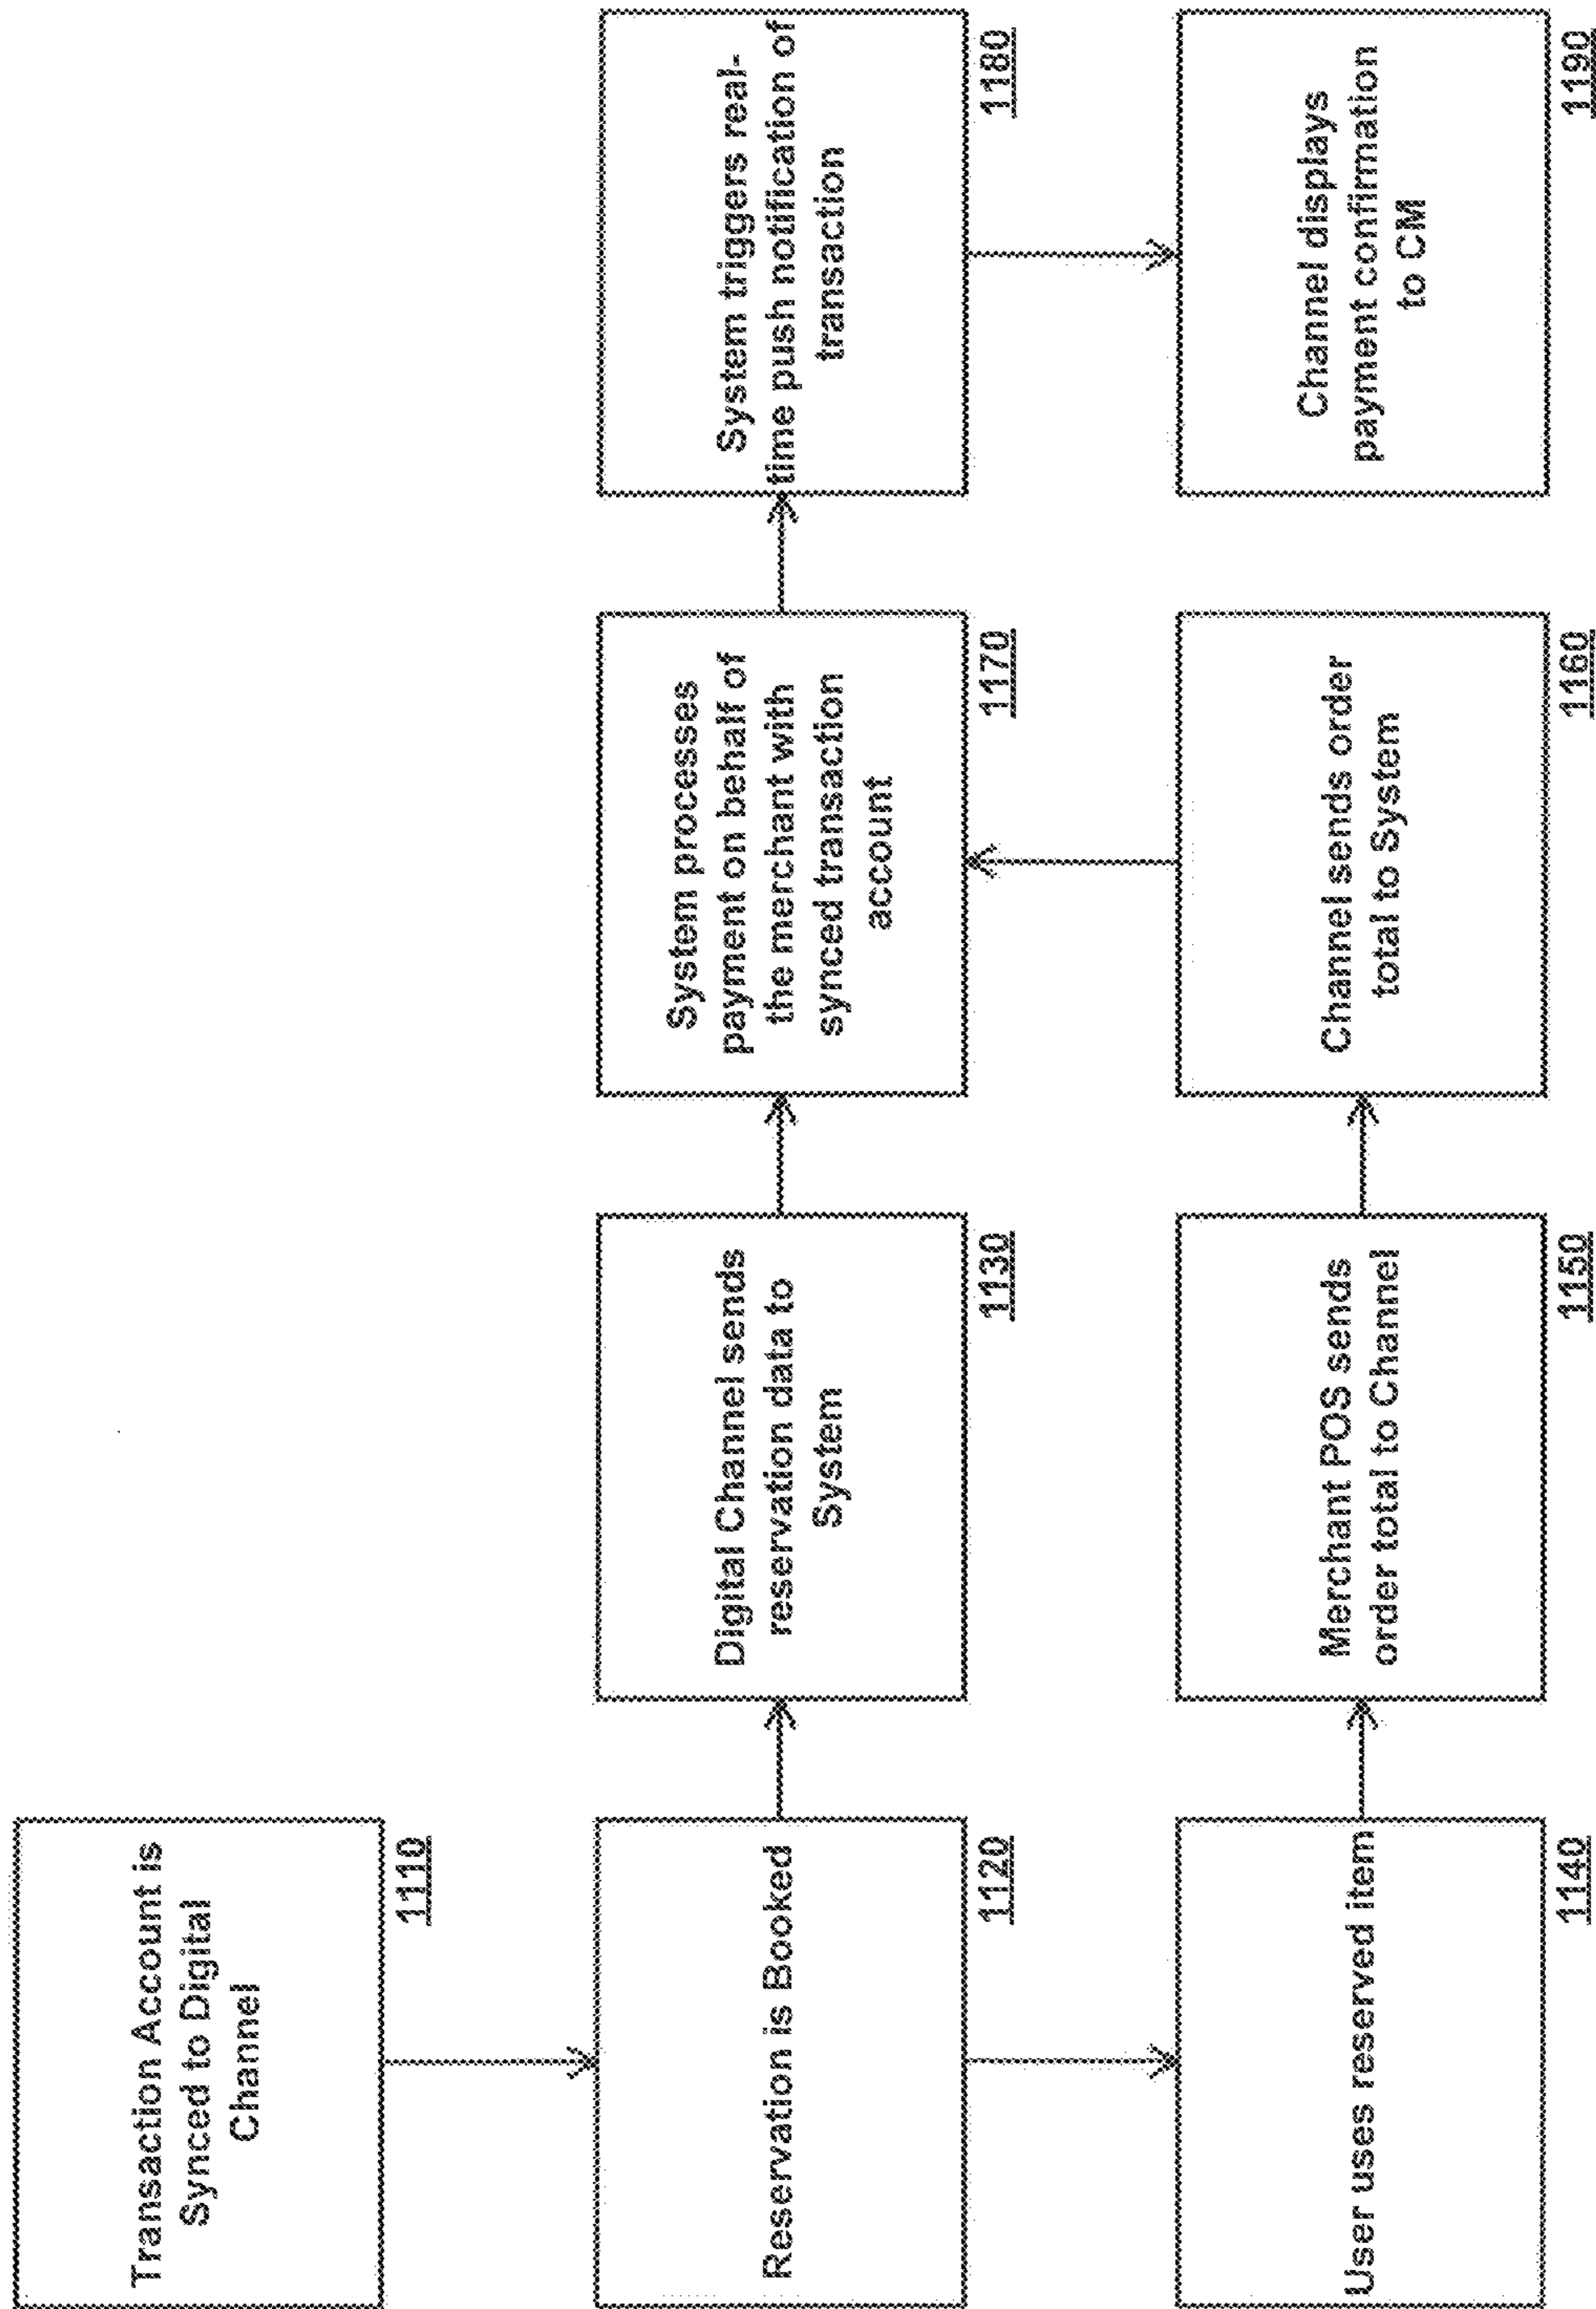 Transaction Account is
Synced to Digital
Channel
1110
Reservation is Booked
1120
Digital Channel sends
reservation data to
System
1130
User uses reserved item
1140
Merchant POS sends
order total to Channel
1150
Channel sends order
total to System
1160
System processes
payment on behalf of
the merchant with
synced transaction
account
1170
System triggers real-
time push notification of
transaction
1180
Channel displays
payment confirmation
to CM
1190